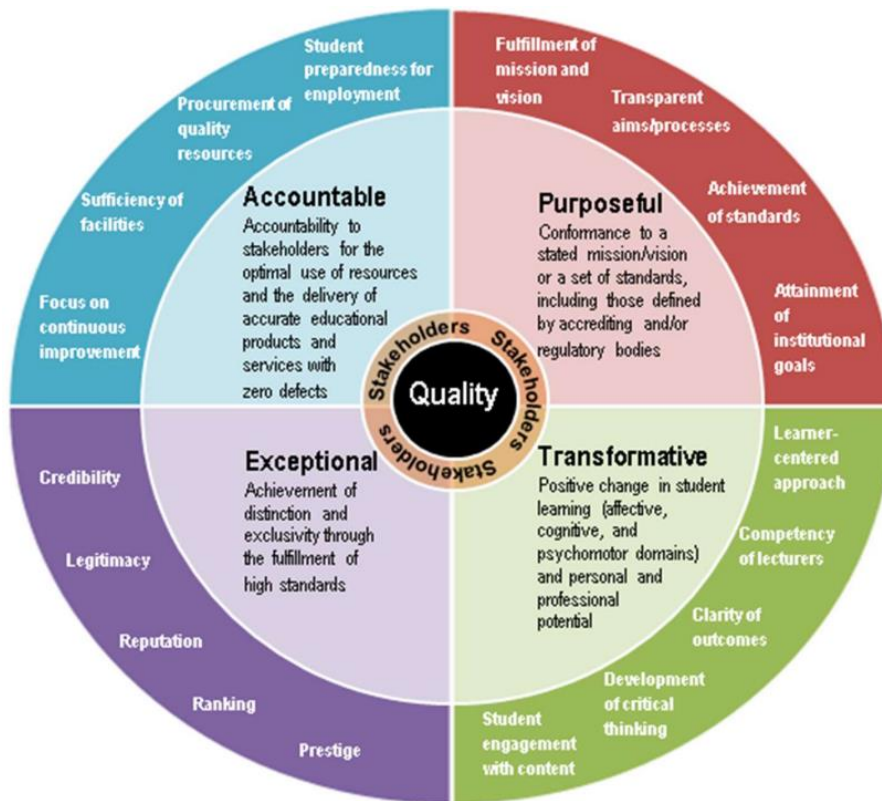 Student
preparedness for
employment
Procurement of
quality
resources
Sufficiency of
facilities
Focus on
continuous
improvement
Accountable
Accountability to
stakeholders for the
optimal use of resources
and the delivery of
accurate educational
products and
services with
zero defects
Fulfillment of
mission and
vision
Transparent
aims/processes
Achievement
of standards
Attainment
of
institutional
goals
Purposeful
Conformance to a
stated mission/vision
or a set of standards,
including those defined
by accrediting and/or
regulatory bodies
Stakeholders
Stakeholders
Stakeholders
Quality
Credibility
Legitimacy
Reputation
Ranking
Prestige
Exceptional
Achievement of
distinction and
exclusivity through
the fulfillment of
high standards
Transformative
Positive change in student
learning (affective,
cognitive, and
psychomotor domains)
and personal and
professional
potential
Learner-
centered
approach
Competency
of lecturers
Clarity of
outcomes
Development
of critical
thinking
Student
engagement
with content